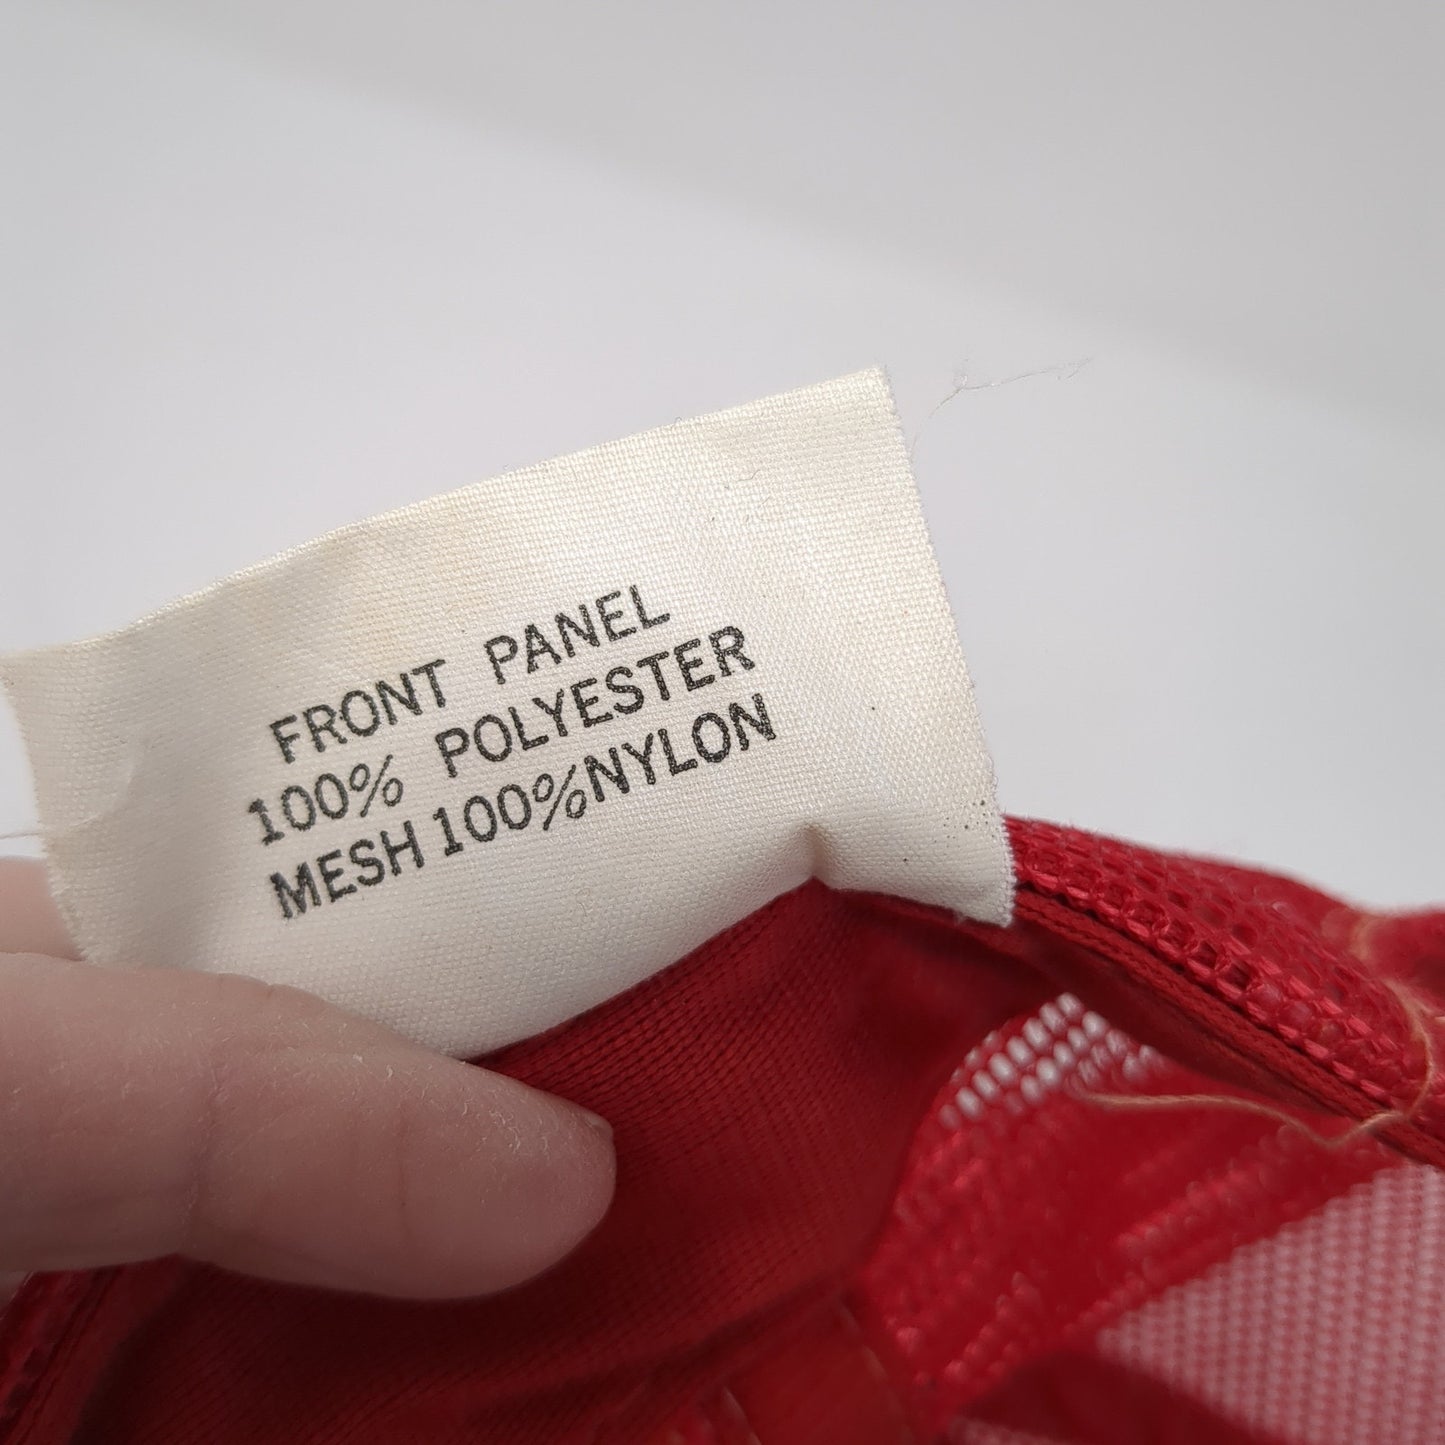 FRONT PANEL
100% POLYESTER
MESH 100% NYLON